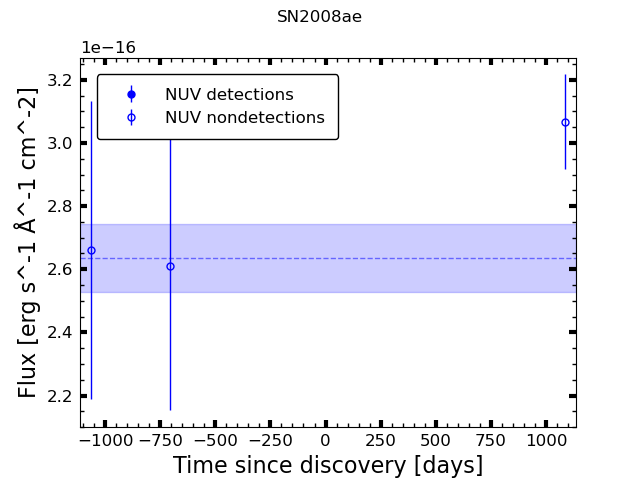 SN2008ae
1e−16
3.2
3.0
2.8
2.6
2.4
2.2
Flux [erg s^-1 Å^-1 cm^-2]
NUV detections
NUV nondetections
−1000 −750 −500 −250 0 250 500 750 1000
Time since discovery [days]